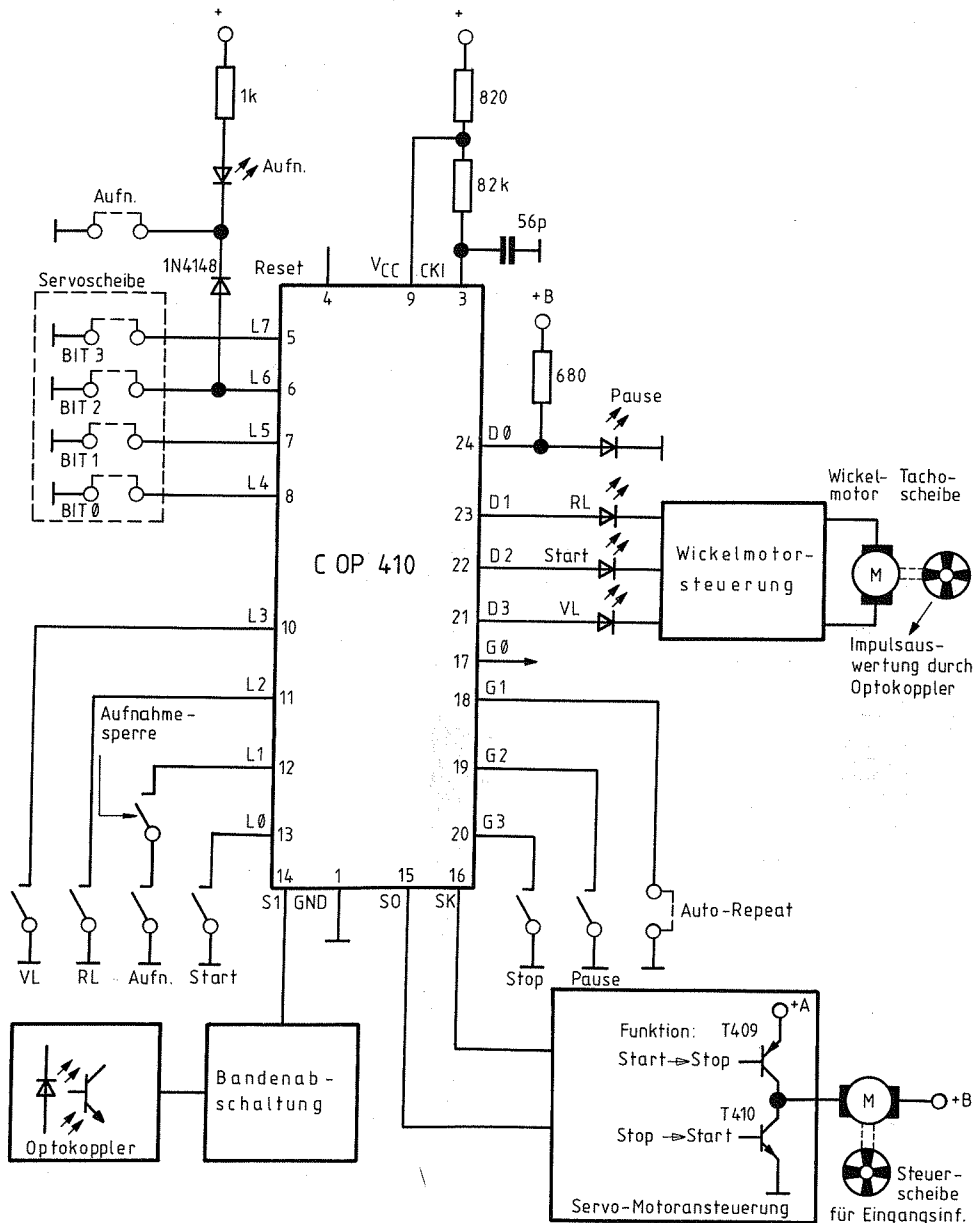 +
1k
Aufn.
Aufn.
1N4148
Servoscheibe
BIT 3
BIT 2
BIT 1
BIT Ø
L7
5
L6
6
L5
7
L4
8
+
820
82k
56p
Reset
4
VCC
9
CKI
3
+B
680
Pause
24
DØ
23
D1
RL
22
D2
Start
21
D3
VL
C OP 410
Wickelmotor-
steuerung
Wickel-
motor
Tacho-
scheibe
M
Impulsaus-
wertung durch
Optokoppler
17
GØ
18
G1
19
G2
20
G3
L3
10
L2
11
Aufnahme-
sperre
L1
12
LØ
13
14
S1
1
GND
15
SO
16
SK
VL
RL
Aufn.
Start
Stop
Pause
Auto-Repeat
Optokoppler
Bandenab-
schaltung
Funktion:
T409
+A
Start→Stop
T410
Stop→Start
Servo-Motoransteuerung
M
+B
Steuer-
scheibe
für Eingangsinf.